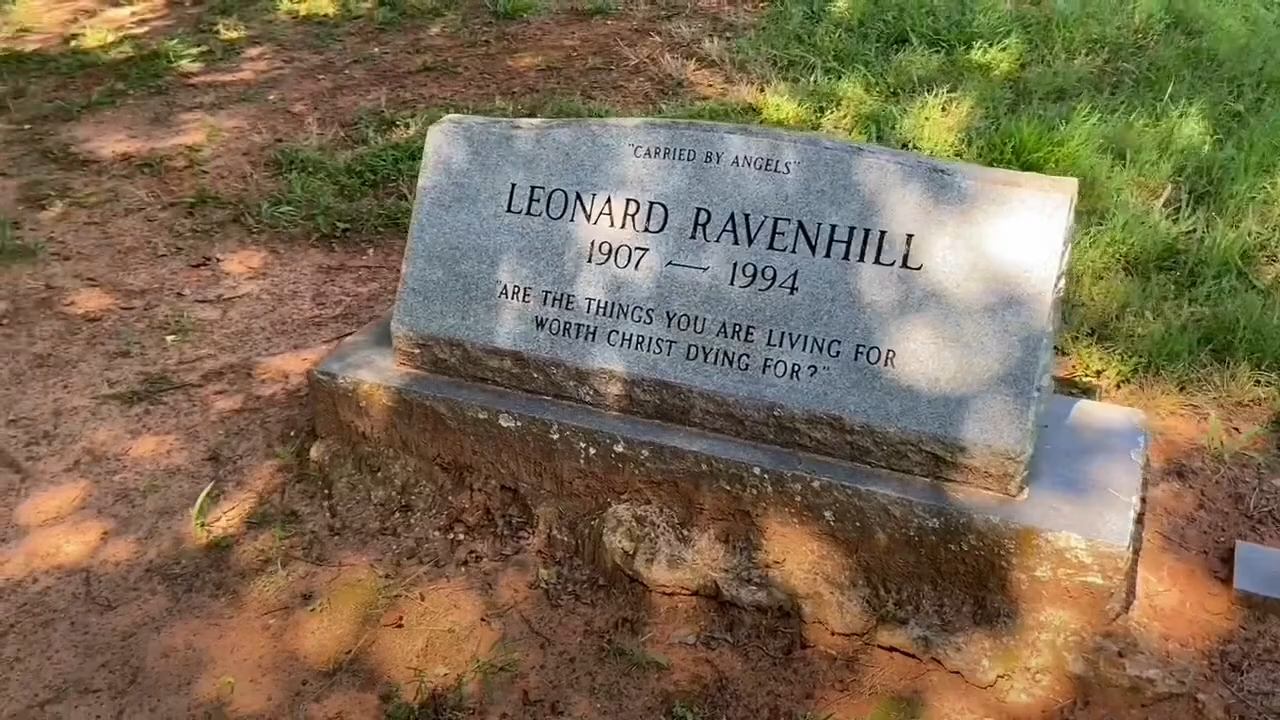 "CARRIED BY ANGELS"
LEONARD RAVENHILL
1907 — 1994
"ARE THE THINGS YOU ARE LIVING FOR
WORTH CHRIST DYING FOR?"